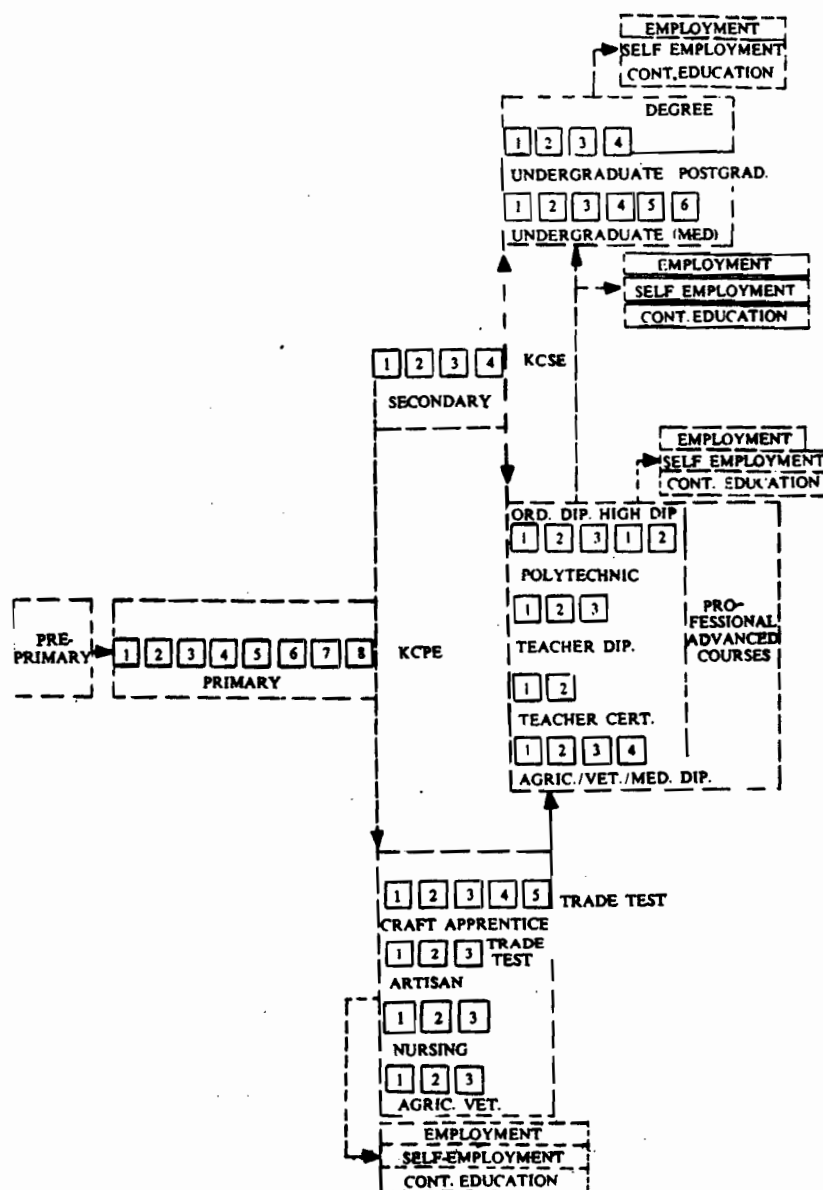 EMPLOYMENT
SELF EMPLOYMENT
CONT. EDUCATION
DEGREE
1 2 3 4
UNDERGRADUATE POSTGRAD.
1 2 3 4 5 6
UNDERGRADUATE (MED)
EMPLOYMENT
SELF EMPLOYMENT
CONT. EDUCATION
1 2 3 4 KCSE
SECONDARY
EMPLOYMENT
SELF EMPLOYMENT
CONT. EDUCATION
ORD. DIP. HIGH DIP
1 2 3 1 2
POLYTECHNIC
1 2 3
TEACHER DIP.
1 2
TEACHER CERT.
1 2 3 4
AGRIC./VET./MED. DIP.
PRO-
FESSIONAL
ADVANCED
COURSES
PRE-
PRIMARY
1 2 3 4 5 6 7 8 KCPE
PRIMARY
1 2 3 4 5 TRADE TEST
CRAFT APPRENTICE
1 2 3 TRADE
TEST
ARTISAN
1 2 3
NURSING
1 2 3
AGRIC. VET.
EMPLOYMENT
SELF-EMPLOYMENT
CONT. EDUCATION